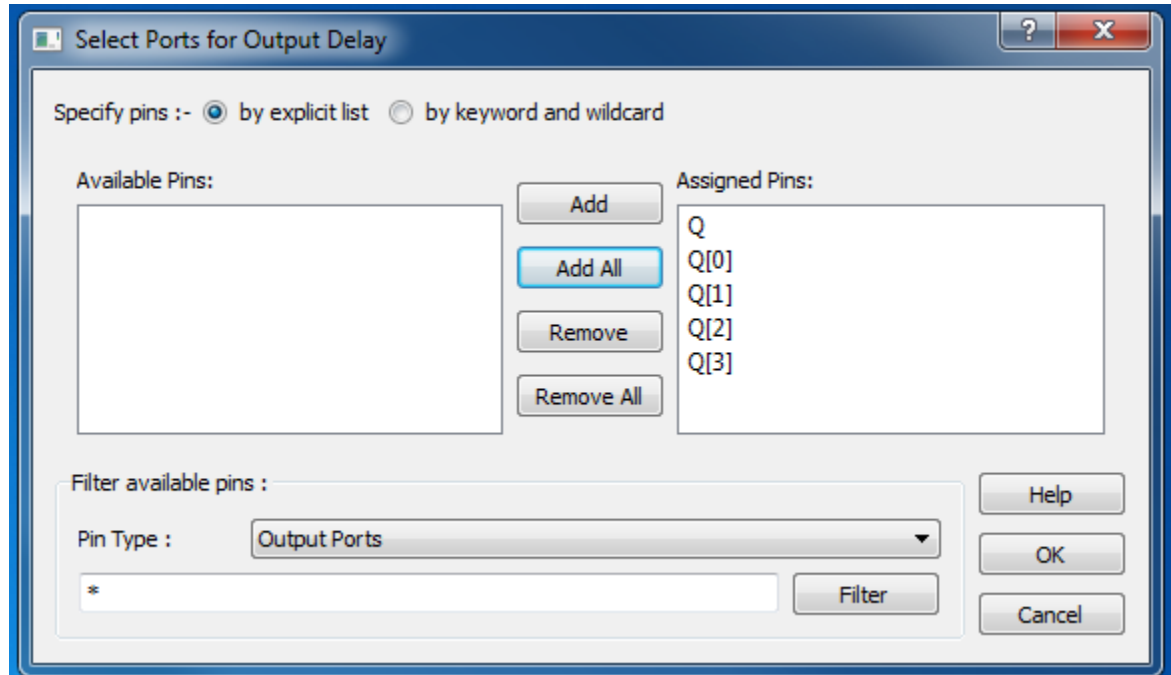 Select Ports for Output Delay
?
X
Specify pins :- by explicit list by keyword and wildcard
Available Pins:
Add
Add All
Remove
Remove All
Assigned Pins:
Q
Q[0]
Q[1]
Q[2]
Q[3]
Filter available pins :
Pin Type : Output Ports
* Filter
Help
OK
Cancel